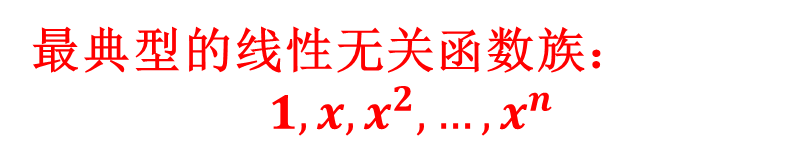 最典型的线性无关函数族：
1, x, x², … , xⁿ